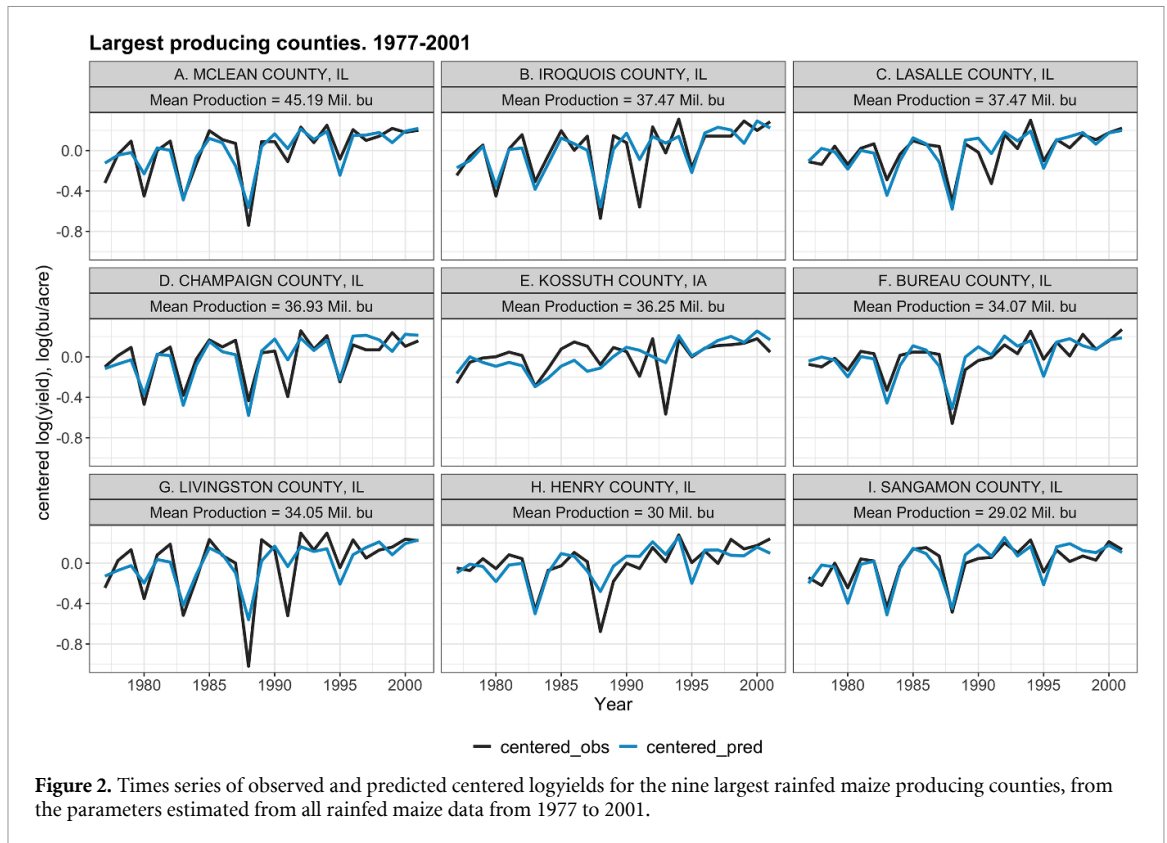 Largest producing counties. 1977-2001
A. MCLEAN COUNTY, IL
Mean Production = 45.19 Mil. bu
B. IROQUOIS COUNTY, IL
Mean Production = 37.47 Mil. bu
C. LASALLE COUNTY, IL
Mean Production = 37.47 Mil. bu
0.0
-0.4
-0.8
D. CHAMPAIGN COUNTY, IL
Mean Production = 36.93 Mil. bu
E. KOSSUTH COUNTY, IA
Mean Production = 36.25 Mil. bu
F. BUREAU COUNTY, IL
Mean Production = 34.07 Mil. bu
0.0
-0.4
-0.8
centered log(yield), log(bu/acre)
G. LIVINGSTON COUNTY, IL
Mean Production = 34.05 Mil. bu
H. HENRY COUNTY, IL
Mean Production = 30 Mil. bu
I. SANGAMON COUNTY, IL
Mean Production = 29.02 Mil. bu
0.0
-0.4
-0.8
1980 1985 1990 1995 2000
1980 1985 1990 1995 2000
1980 1985 1990 1995 2000
Year
centered_obs centered_pred
Figure 2. Times series of observed and predicted centered logyields for the nine largest rainfed maize producing counties, from
the parameters estimated from all rainfed maize data from 1977 to 2001.